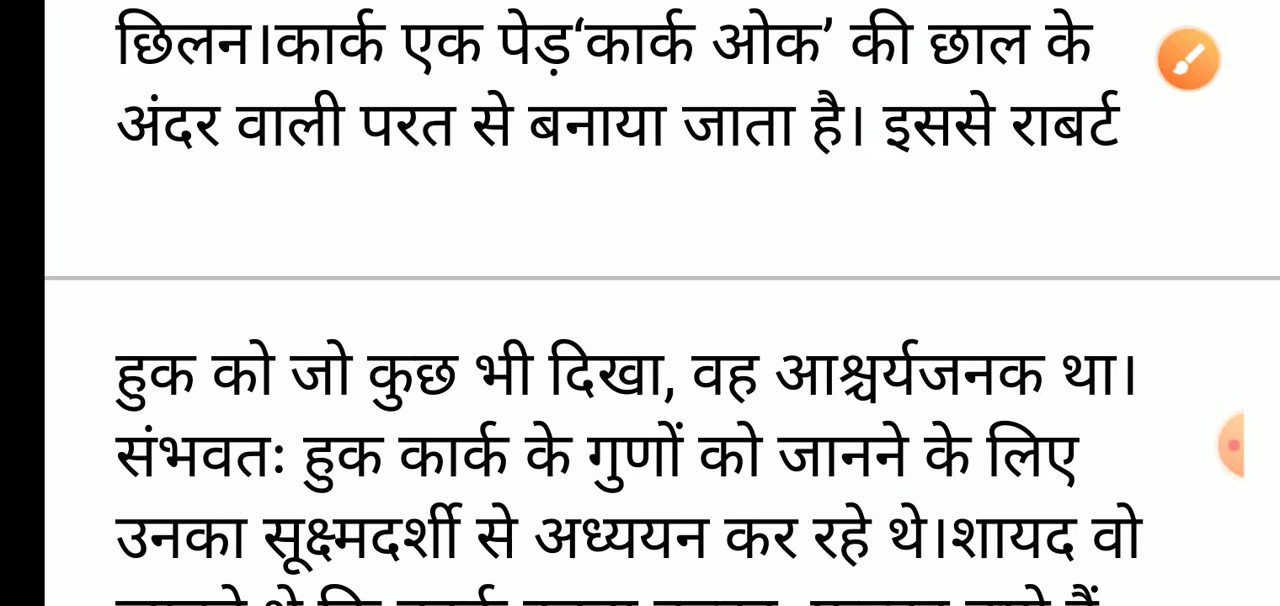 छिलन।कार्क एक पेड़‘कार्क ओक’ की छाल के
अंदर वाली परत से बनाया जाता है। इससे राबर्ट
हुक को जो कुछ भी दिखा, वह आश्चर्यजनक था।
संभवतः हुक कार्क के गुणों को जानने के लिए
उनका सूक्ष्मदर्शी से अध्ययन कर रहे थे।शायद वो